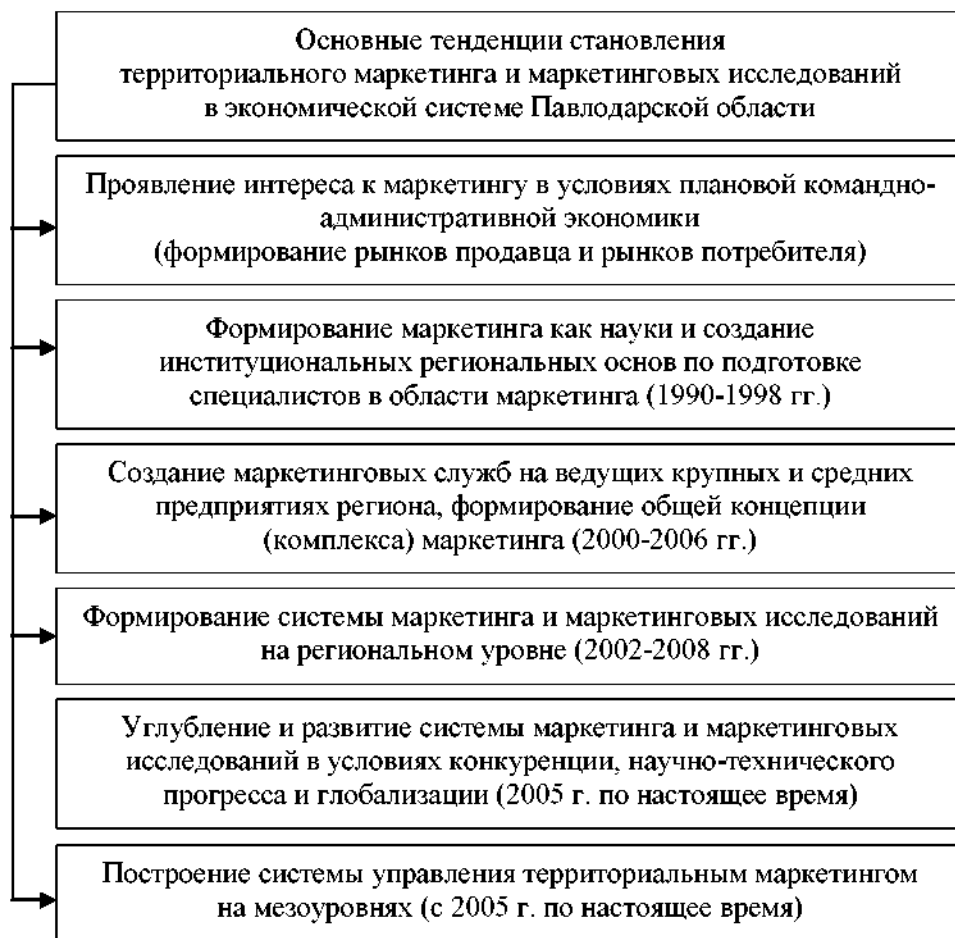 Основные тенденции становления
территориального маркетинга и маркетинговых исследований
в экономической системе Павлодарской области
Проявление интереса к маркетингу в условиях плановой командно-
административной экономики
(формирование рынков продавца и рынков потребителя)
Формирование маркетинга как науки и создание
институциональных региональных основ по подготовке
специалистов в области маркетинга (1990-1998 гг.)
Создание маркетинговых служб на ведущих крупных и средних
предприятиях региона, формирование общей концепции
(комплекса) маркетинга (2000-2006 гг.)
Формирование системы маркетинга и маркетинговых исследований
на региональном уровне (2002-2008 гг.)
Углубление и развитие системы маркетинга и маркетинговых
исследований в условиях конкуренции, научно-технического
прогресса и глобализации (2005 г. по настоящее время)
Построение системы управления территориальным маркетингом
на мезоуровнях (с 2005 г. по настоящее время)